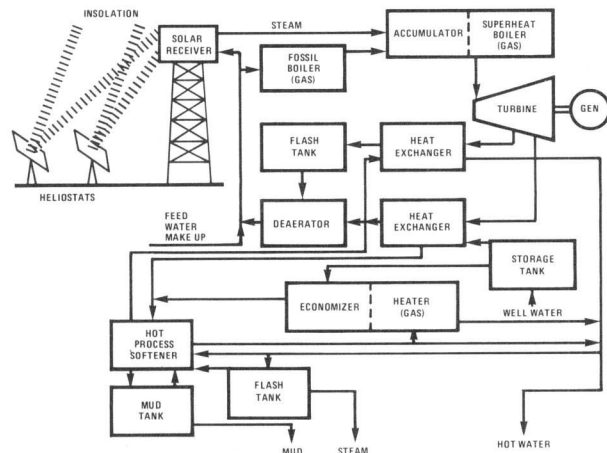 INSOLATION
SOLAR
RECEIVER
STEAM
FOSSIL
BOILER
(GAS)
ACCUMULATOR
SUPERHEAT
BOILER
(GAS)
TURBINE
GEN
FLASH
TANK
HEAT
EXCHANGER
HELIOSTATS
FEED
WATER
MAKE UP
DEAERATOR
HEAT
EXCHANGER
STORAGE
TANK
ECONOMIZER
HEATER
(GAS)
WELL WATER
HOT
PROCESS
SOFTENER
MUD
TANK
FLASH
TANK
MUD
STEAM
HOT WATER